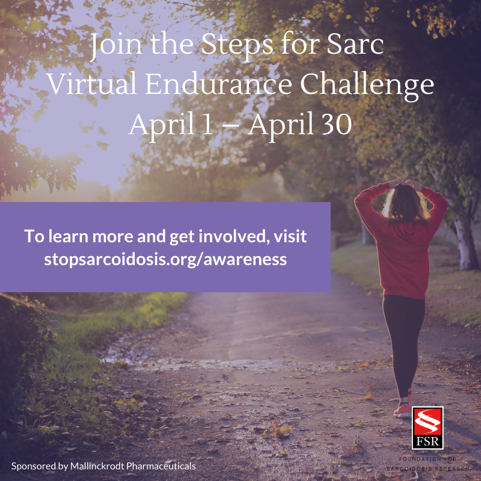 Join the Steps for Sarc
Virtual Endurance Challenge
April 1 – April 30
To learn more and get involved, visit
stopsarcoidosis.org/awareness
FSR
FOUNDATION FOR
SARCOIDOSIS RESEARCH
Sponsored by Mallinckrodt Pharmaceuticals